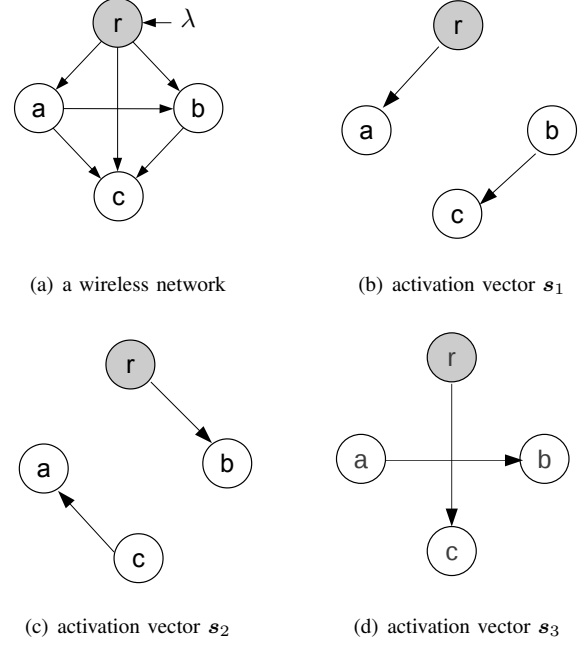 r
λ
a
b
c
(a) a wireless network
r
a
b
c
(b) activation vector s₁
r
a
b
c
(c) activation vector s₂
r
a
b
c
(d) activation vector s₃